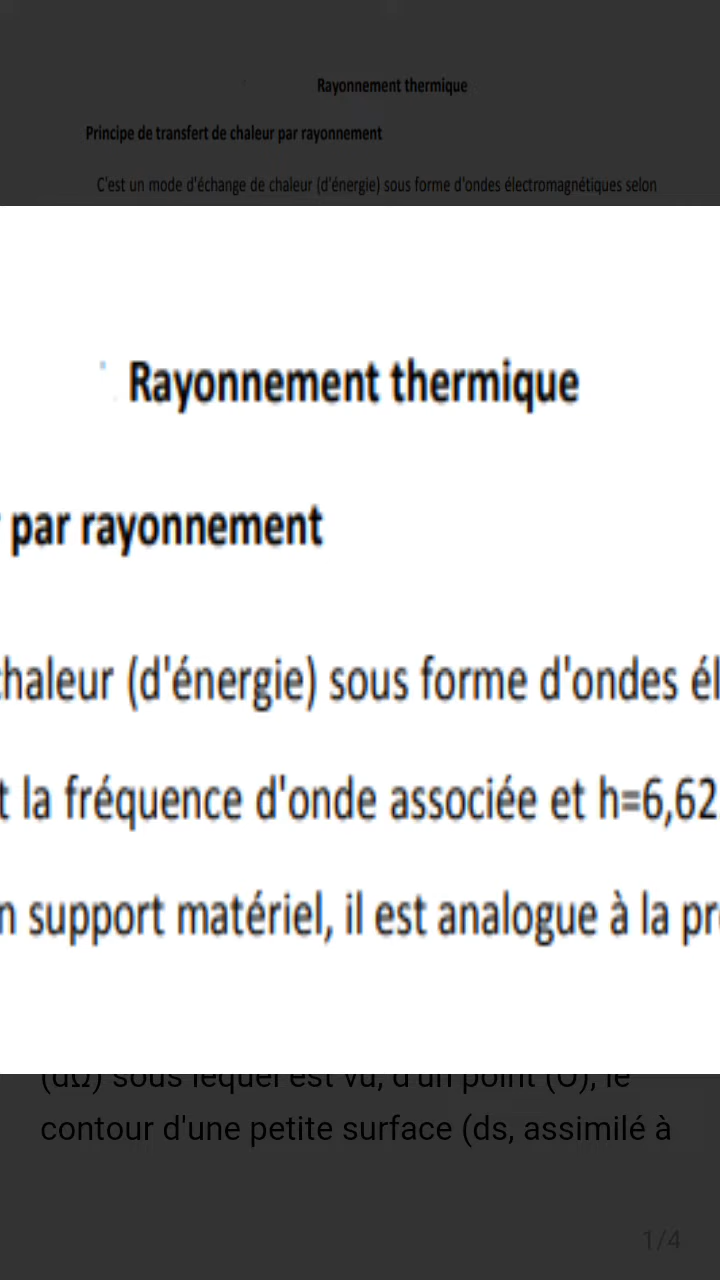 Rayonnement thermique
Principe de transfert de chaleur par rayonnement
C'est un mode d'échange de chaleur (d'énergie) sous forme d'ondes électromagnétiques selon
Rayonnement thermique
par rayonnement
chaleur (d'énergie) sous forme d'ondes él
t la fréquence d'onde associée et h=6,62
n support matériel, il est analogue à la pr
(dΩ) sous lequel est vu, d'un point (O), le
contour d'une petite surface (ds, assimilé à
1/4